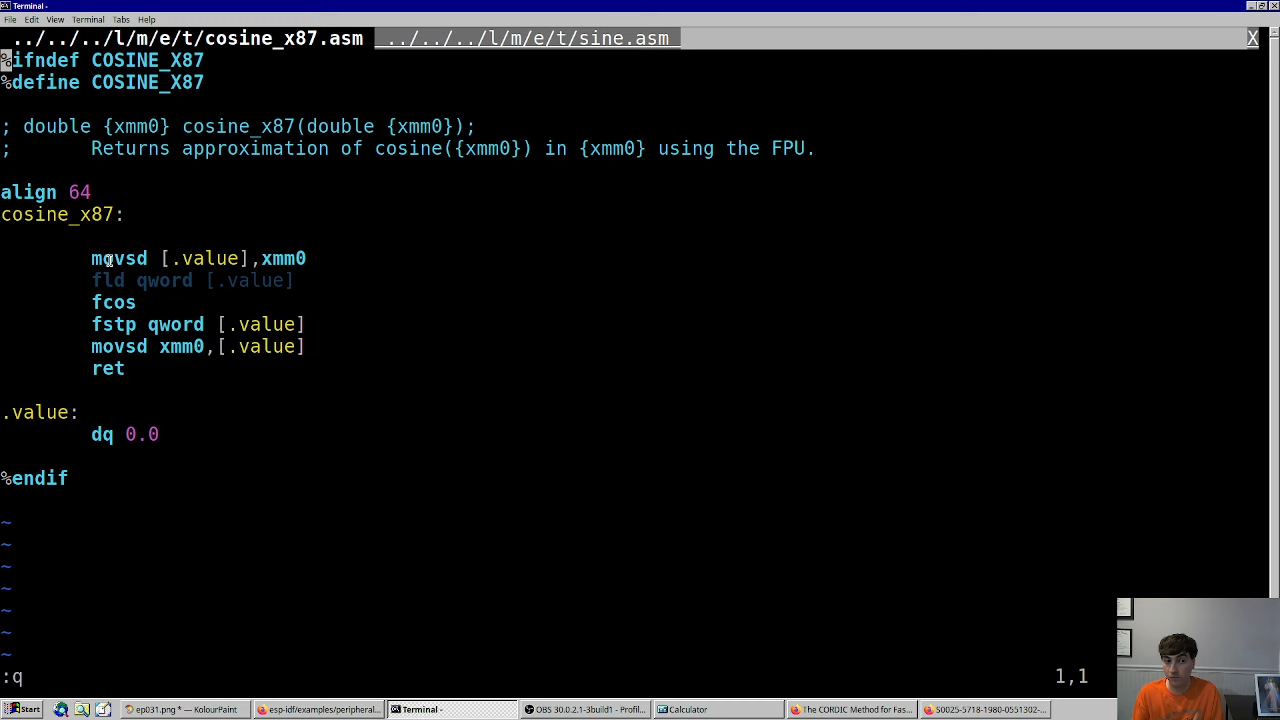 Terminal -
File Edit View Terminal Tabs Help
../../../l/m/e/t/cosine_x87.asm ../../../l/m/e/t/sine.asm X
%ifndef COSINE_X87
%define COSINE_X87
; double {xmm0} cosine_x87(double {xmm0});
; Returns approximation of cosine({xmm0}) in {xmm0} using the FPU.
align 64
cosine_x87:
movsd [.value],xmm0
fld qword [.value]
fcos
fstp qword [.value]
movsd xmm0,[.value]
ret
.value:
dq 0.0
%endif
~
~
~
~
~
~
~
:q 1,1
Start ep031.png * — KolourPaint esp-idf/examples/peripheral... Terminal - OBS 30.0.2.1-3build1 - Profil... Calculator The CORDIC Method for Fas... S0025-5718-1980-0551302-...